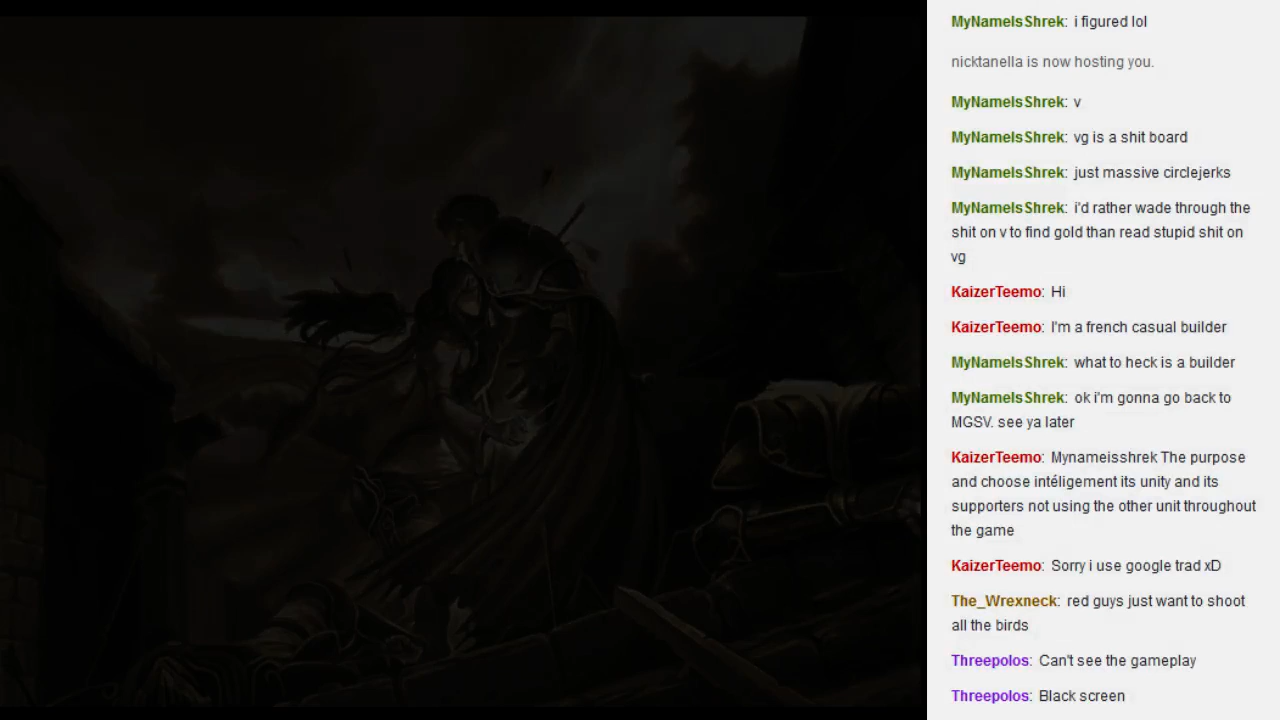 MyNameIsShrek: i figured lol
nicktanella is now hosting you.
MyNameIsShrek: v
MyNameIsShrek: vg is a shit board
MyNameIsShrek: just massive circlejerks
MyNameIsShrek: i'd rather wade through the
shit on v to find gold than read stupid shit on
vg
KaizerTeemo: Hi
KaizerTeemo: I'm a french casual builder
MyNameIsShrek: what to heck is a builder
MyNameIsShrek: ok i'm gonna go back to
MGSV. see ya later
KaizerTeemo: Mynameisshrek The purpose
and choose intéligement its unity and its
supporters not using the other unit throughout
the game
KaizerTeemo: Sorry i use google trad xD
The_Wrexneck: red guys just want to shoot
all the birds
Threepolos: Can't see the gameplay
Threepolos: Black screen